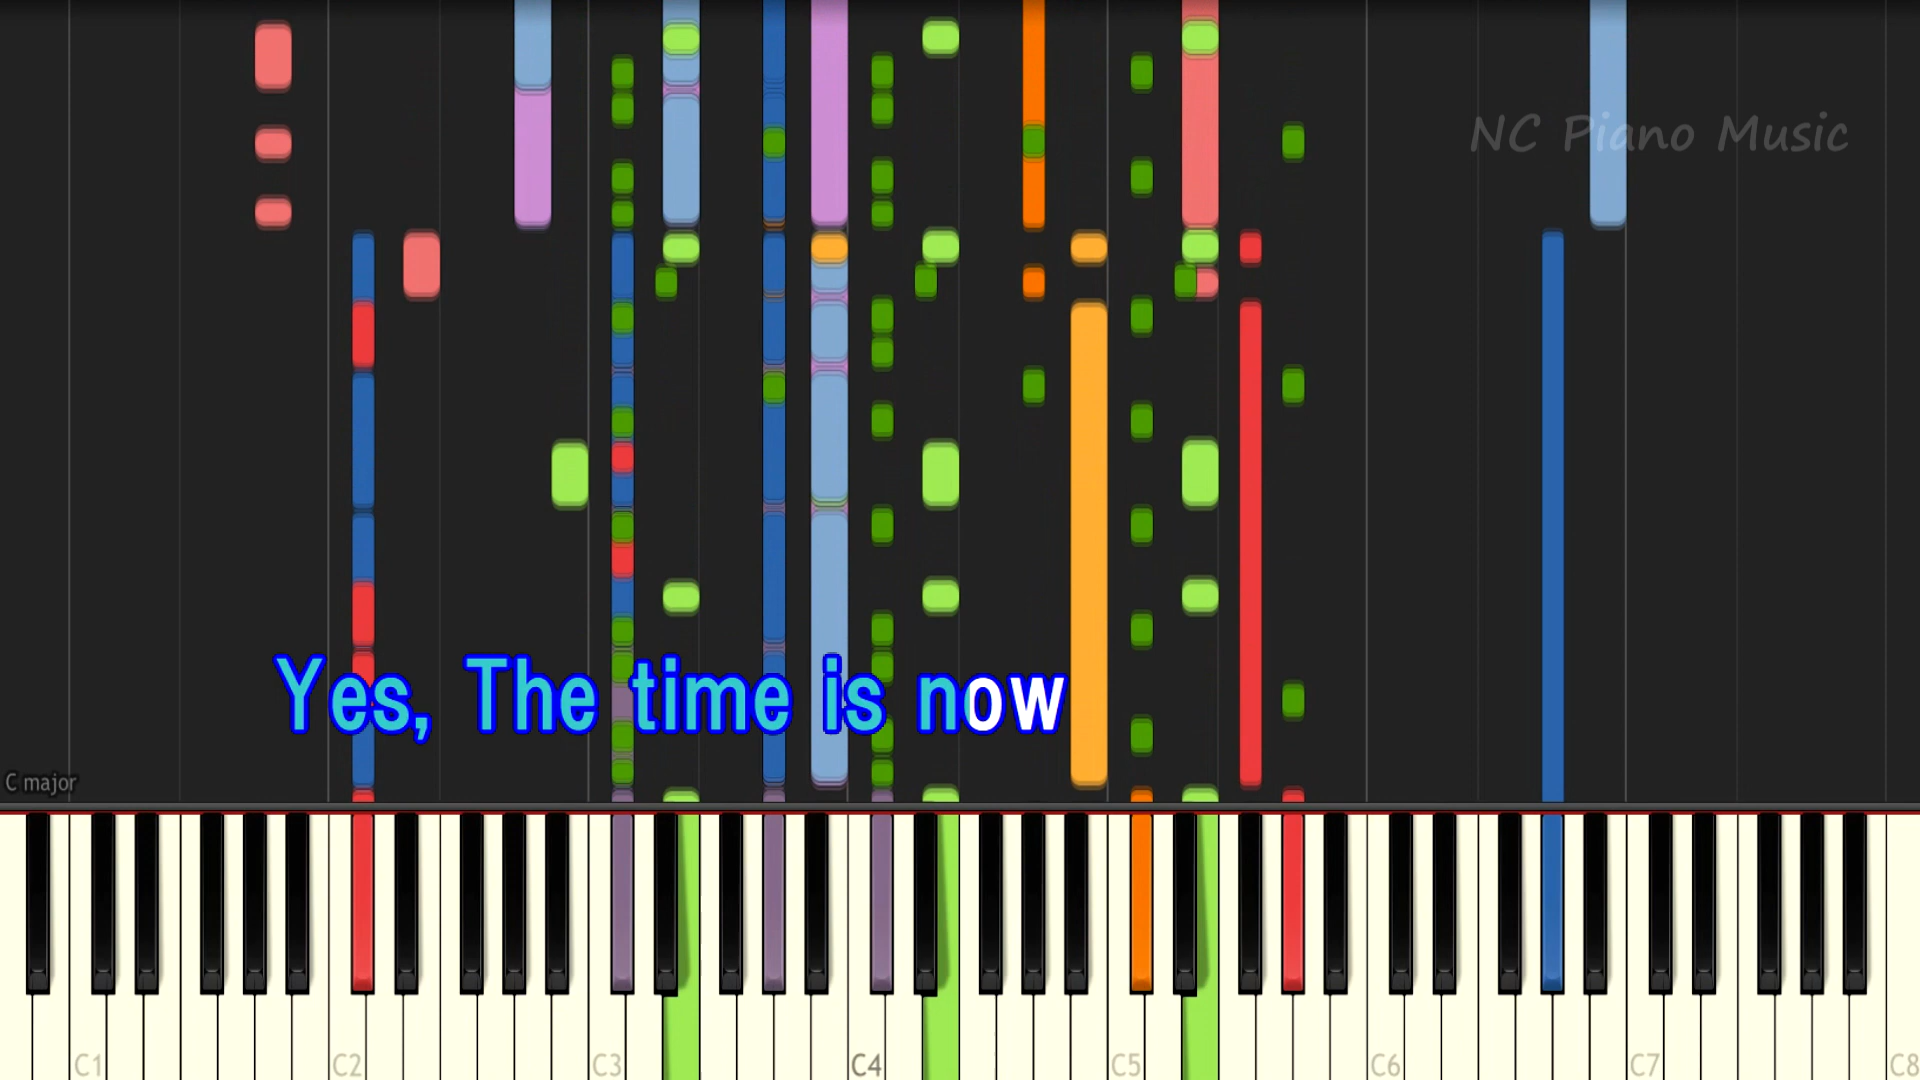 NC Piano Music
Yes, The time is now
C major
C1 C2 C3 C4 C5 C6 C7 C8